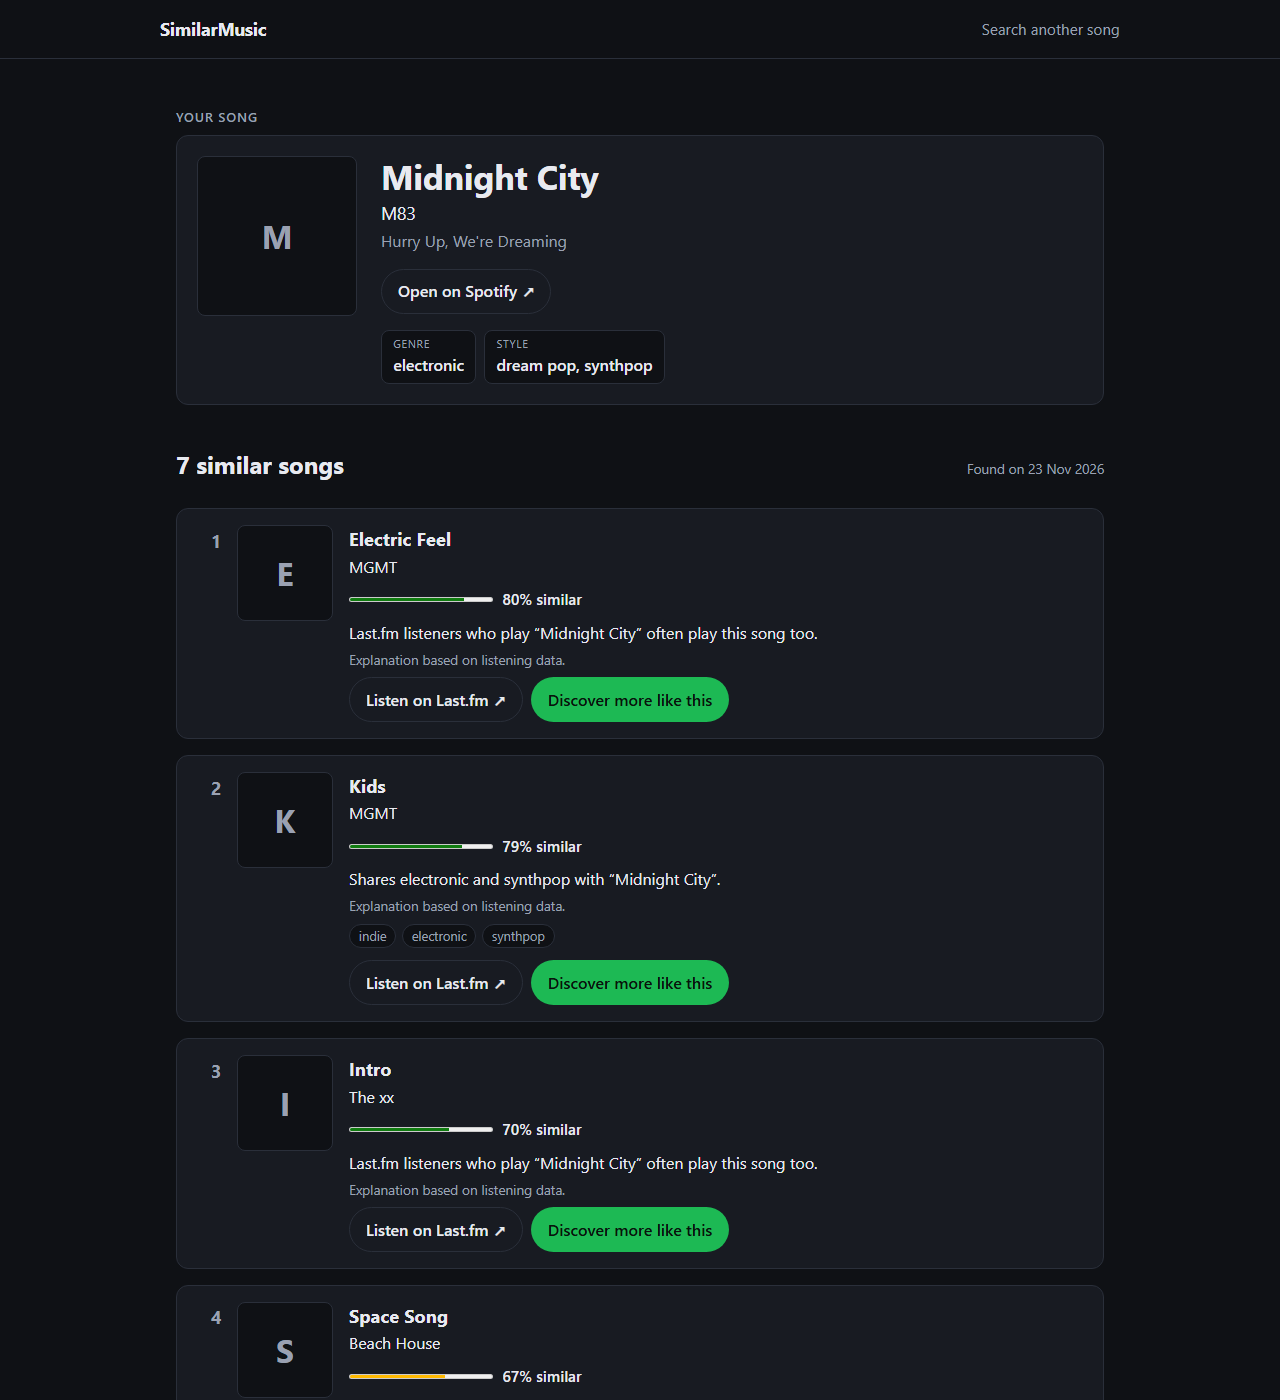 SimilarMusic
Search another song
YOUR SONG
M
Midnight City
M83
Hurry Up, We're Dreaming
Open on Spotify ↗
GENRE
electronic
STYLE
dream pop, synthpop
7 similar songs
Found on 23 Nov 2026
1
E
Electric Feel
MGMT
80% similar
Last.fm listeners who play “Midnight City” often play this song too.
Explanation based on listening data.
Listen on Last.fm ↗
Discover more like this
2
K
Kids
MGMT
79% similar
Shares electronic and synthpop with “Midnight City”.
Explanation based on listening data.
indie
electronic
synthpop
Listen on Last.fm ↗
Discover more like this
3
I
Intro
The xx
70% similar
Last.fm listeners who play “Midnight City” often play this song too.
Explanation based on listening data.
Listen on Last.fm ↗
Discover more like this
4
S
Space Song
Beach House
67% similar